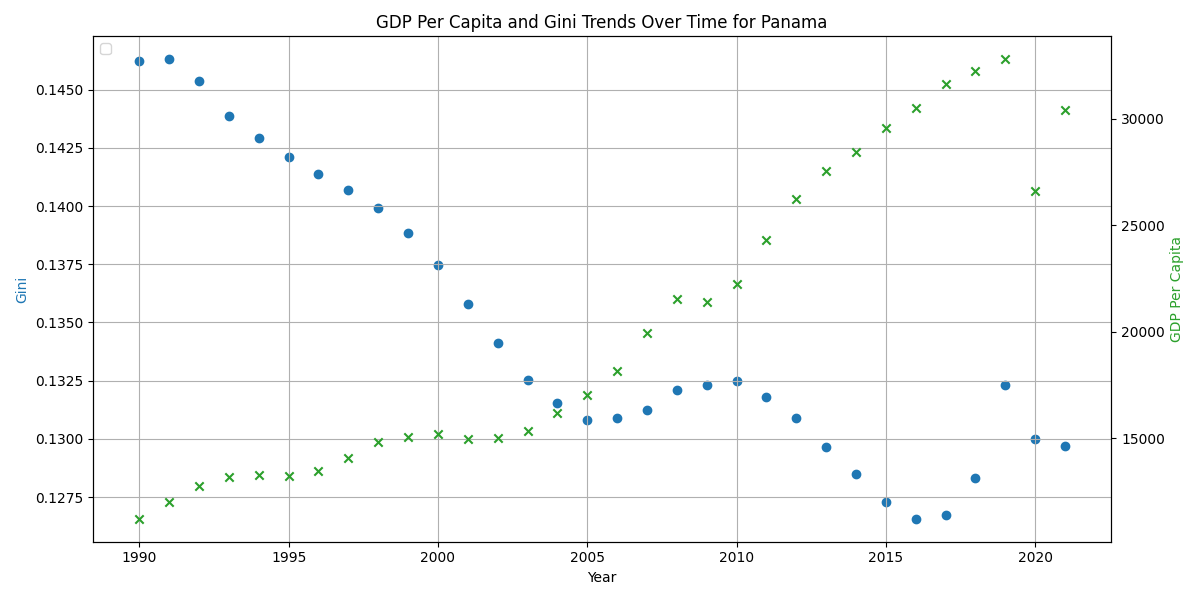 GDP Per Capita and Gini Trends Over Time for Panama
Gini
0.1450
0.1425
0.1400
0.1375
0.1350
0.1325
0.1300
0.1275
30000
25000
20000
15000
GDP Per Capita
1990 1995 2000 2005 2010 2015 2020
Year